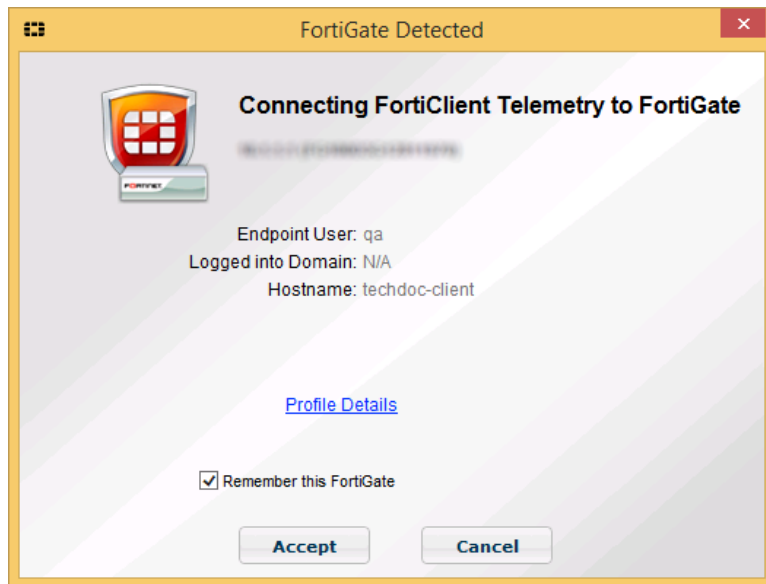 FortiGate Detected
Connecting FortiClient Telemetry to FortiGate
FORTINET
Endpoint User: qa
Logged into Domain: N/A
Hostname: techdoc-client
Profile Details
Remember this FortiGate
Accept Cancel